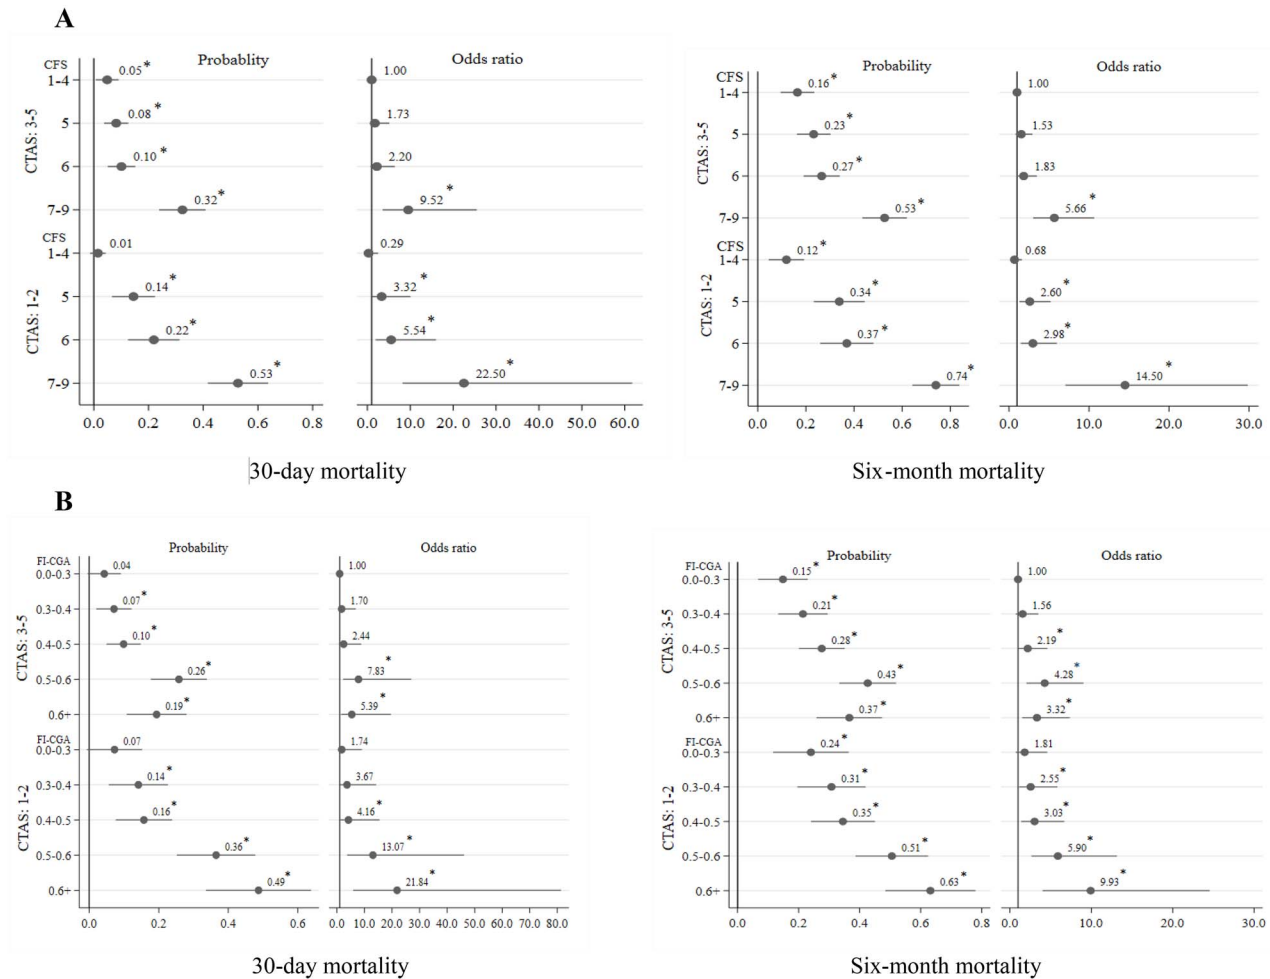 A
CFS
Probablity
Odds ratio
1-4
0.05*
1.00
5
0.08*
1.73
6
0.10*
2.20
7-9
0.32*
9.52*
CTAS: 3-5
CFS
1-4
0.01
0.29
5
0.14*
3.32*
6
0.22*
5.54*
7-9
0.53*
22.50*
CTAS: 1-2
0.0 0.2 0.4 0.6 0.8
0.0 10.0 20. 0 30.0 40.0 50.0 60.0
30-day mortality
CFS
Probability
Odds ratio
1-4
0.16*
1.00
5
0.23*
1.53
6
0.27*
1.83
7-9
0.53*
5.66*
CTAS: 3-5
CFS
1-4
0.12*
0.68
5
0.34*
2.60*
6
0.37*
2.98*
7-9
0.74*
14.50*
CTAS: 1-2
0.0 0.2 0.4 0.6 0.8
0.0 10.0 20.0 30.0
Six-month mortality
B
Probability
Odds ratio
FI-CGA
0.0-0.3
0.04
1.00
0.3-0.4
0.07*
1.70
0.4-0.5
0.10*
2.44
0.5-0.6
0.26*
7.83*
0.6+
0.19*
5.39*
CTAS: 3-5
FI-CGA
0.0-0.3
0.07
1.74
0.3-0.4
0.14*
3.67
0.4-0.5
0.16*
4.16*
0.5-0.6
0.36*
13.07*
0.6+
0.49*
21.84*
CTAS: 1-2
0.0 0.2 0.4 0.6
0.0 10.0 20.0 30.0 40.0 50.0 60.0 70.0 80.0
30-day mortality
Probability
Odds ratio
FI-CGA
0.0-0.3
0.15*
1.00
0.3-0.4
0.21*
1.56
0.4-0.5
0.28*
2.19*
0.5-0.6
0.43*
4.28*
0.6+
0.37*
3.32*
CTAS: 3-5
FI-CGA
0.0-0.3
0.24*
1.81
0.3-0.4
0.31*
2.55*
0.4-0.5
0.35*
3.03*
0.5-0.6
0.51*
5.90*
0.6+
0.63*
9.93*
CTAS: 1-2
0.0 0.2 0.4 0.6 0.8
0.0 10.0 20.0 30.0
Six-month mortality